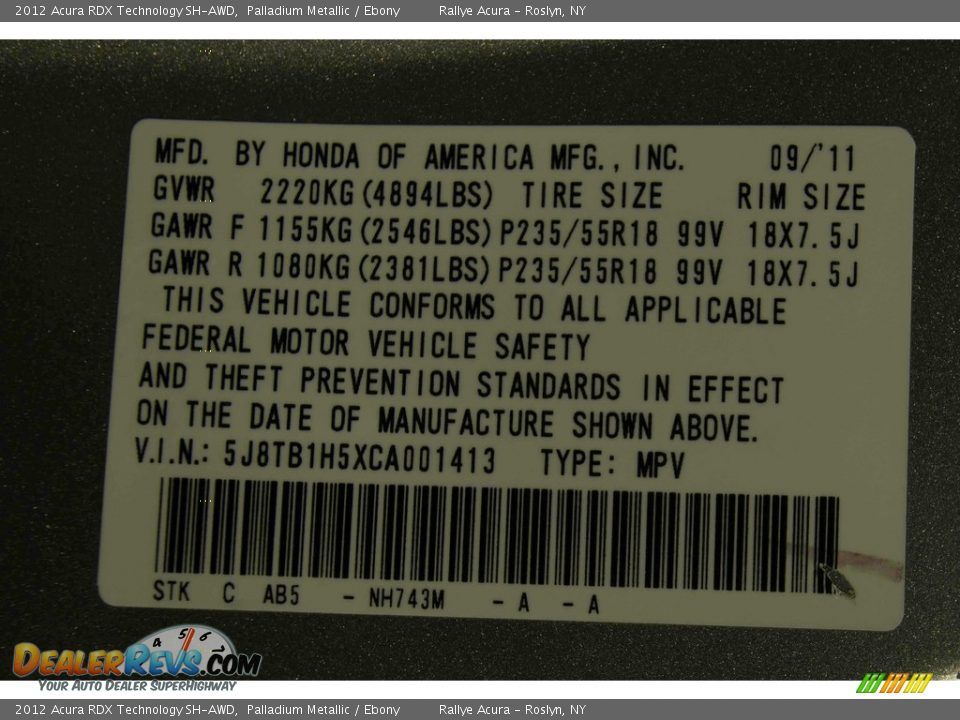 2012 Acura RDX Technology SH-AWD, Palladium Metallic / Ebony Rallye Acura - Roslyn, NY
MFD. BY HONDA OF AMERICA MFG., INC. 09/'11
GVWR 2220KG(4894LBS) TIRE SIZE RIM SIZE
GAWR F 1155KG(2546LBS) P235/55R18 99V 18X7.5J
GAWR R 1080KG(2381LBS) P235/55R18 99V 18X7.5J
THIS VEHICLE CONFORMS TO ALL APPLICABLE
FEDERAL MOTOR VEHICLE SAFETY
AND THEFT PREVENTION STANDARDS IN EFFECT
ON THE DATE OF MANUFACTURE SHOWN ABOVE.
V.I.N.: 5J8TB1H5XCA001413 TYPE: MPV
STK C AB5 - NH743M - A - A
4 5 6 7
DEALERREVS.COM
YOUR AUTO DEALER SUPERHIGHWAY
2012 Acura RDX Technology SH-AWD, Palladium Metallic / Ebony Rallye Acura - Roslyn, NY